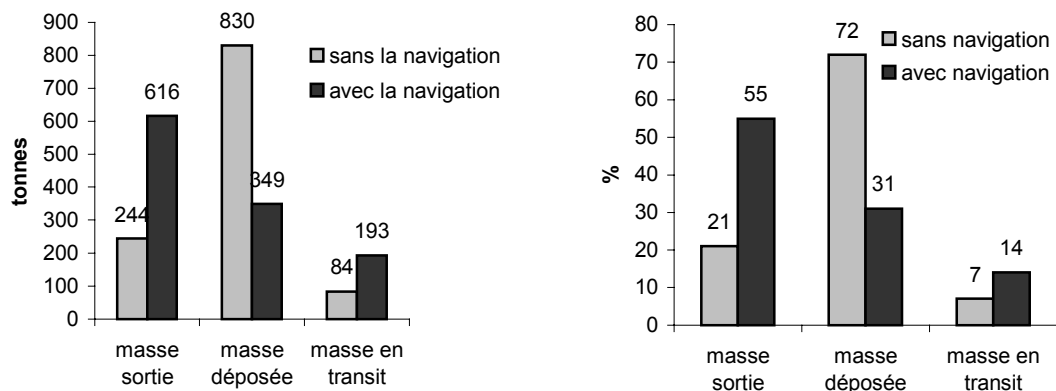 900
800
700
600
500
400
300
200
100
0
tonnes
830
616
349
244
193
84
sans la navigation
avec la navigation
masse sortie
masse déposée
masse en transit
80
70
60
50
40
30
20
10
0
%
72
55
31
21
14
7
sans navigation
avec navigation
masse sortie
masse déposée
masse en transit